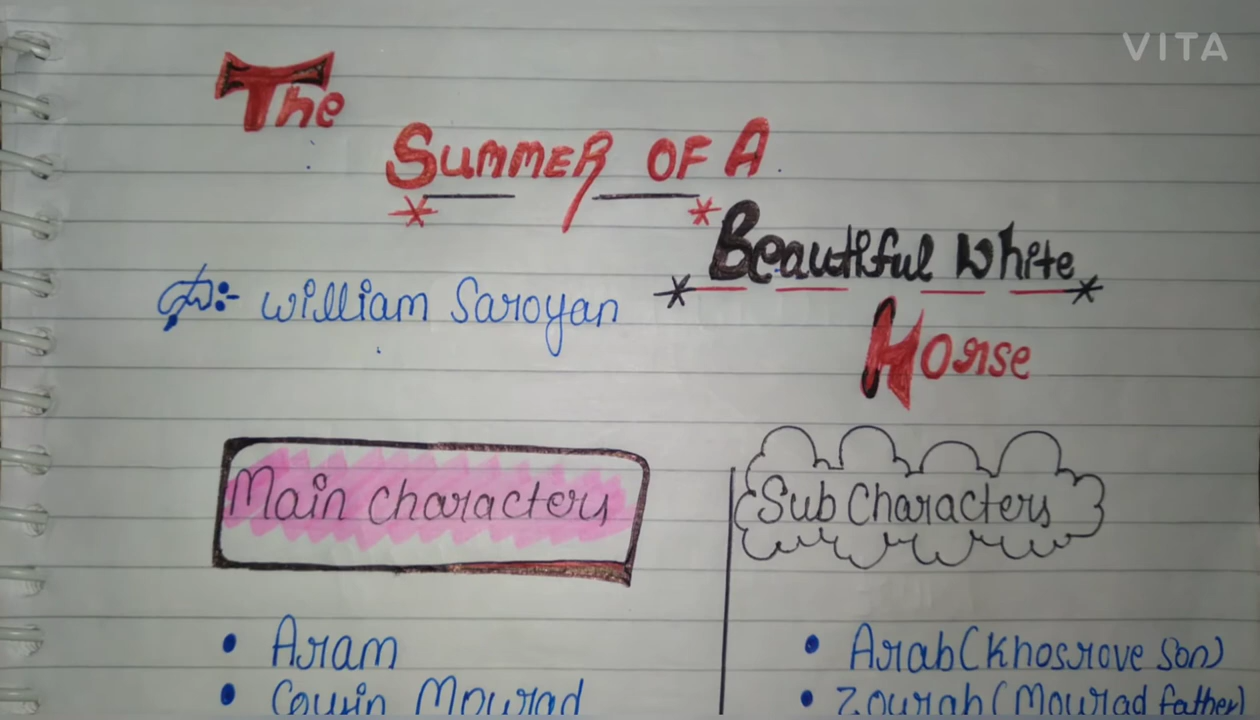 VITA
The
SUMMER OF A
Beautiful White
Horse
William Saroyan
Main characters
Sub Characters
• Aram
• Cousin Mourad
• Arab (Khosrove son)
• Zourab (Mourad father)